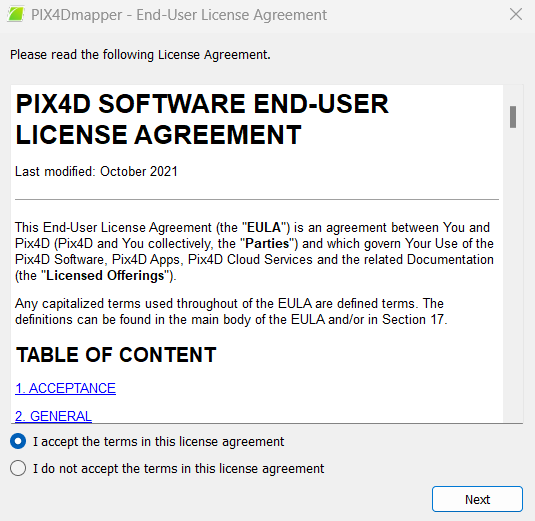 PIX4Dmapper - End-User License Agreement
Please read the following License Agreement.
PIX4D SOFTWARE END-USER
LICENSE AGREEMENT
Last modified: October 2021
This End-User License Agreement (the "EULA") is an agreement between You and
Pix4D (Pix4D and You collectively, the "Parties") and which govern Your Use of the
Pix4D Software, Pix4D Apps, Pix4D Cloud Services and the related Documentation
(the "Licensed Offerings").
Any capitalized terms used throughout of the EULA are defined terms. The
definitions can be found in the main body of the EULA and/or in Section 17.
TABLE OF CONTENT
1. ACCEPTANCE
2. GENERAL
I accept the terms in this license agreement
I do not accept the terms in this license agreement
Next